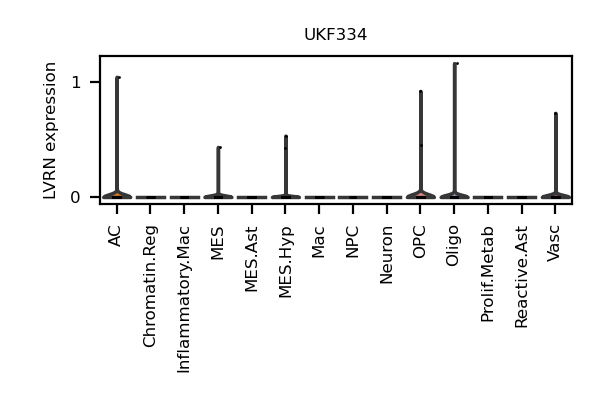 UKF334
LVRN expression
1
0
AC
Chromatin.Reg
Inflammatory.Mac
MES
MES.Ast
MES.Hyp
Mac
NPC
Neuron
OPC
Oligo
Prolif.Metab
Reactive.Ast
Vasc